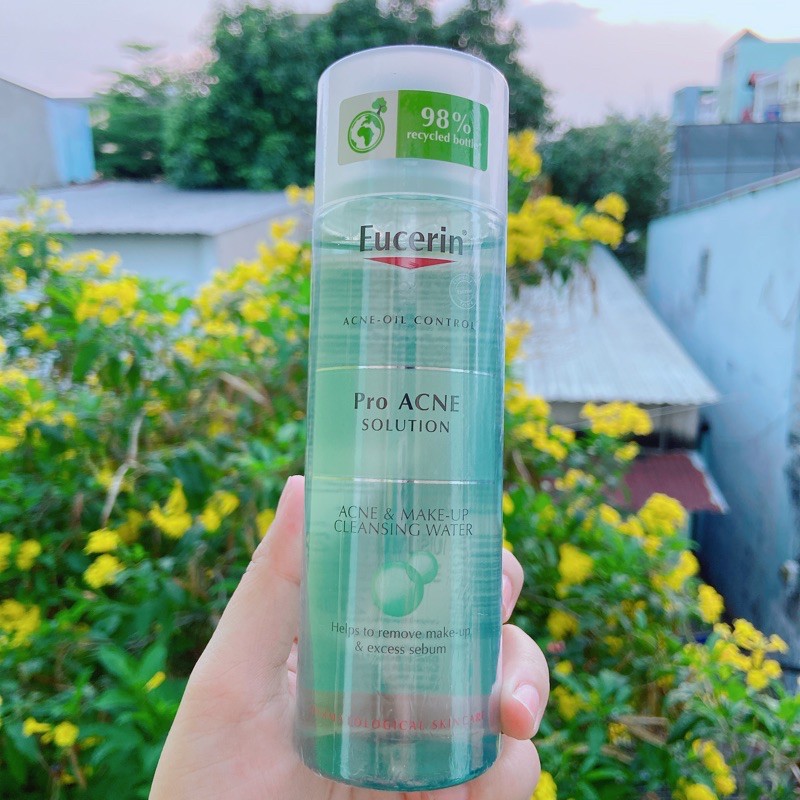 98%
recycled bottle*
Eucerin®
ACNE-OIL CONTROL
Pro ACNE
SOLUTION
ACNE & MAKE-UP
CLEANSING WATER
Helps to remove make-up
& excess sebum
SKINCARE